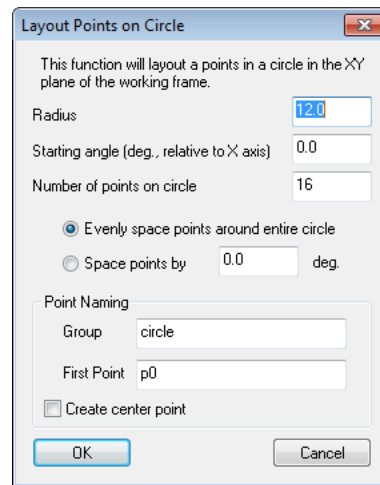 Layout Points on Circle
This function will layout a points in a circle in the XY
plane of the working frame.
Radius 12.0
Starting angle (deg., relative to X axis) 0.0
Number of points on circle 16
Evenly space points around entire circle
Space points by 0.0 deg.
Point Naming
Group circle
First Point p0
Create center point
OK Cancel